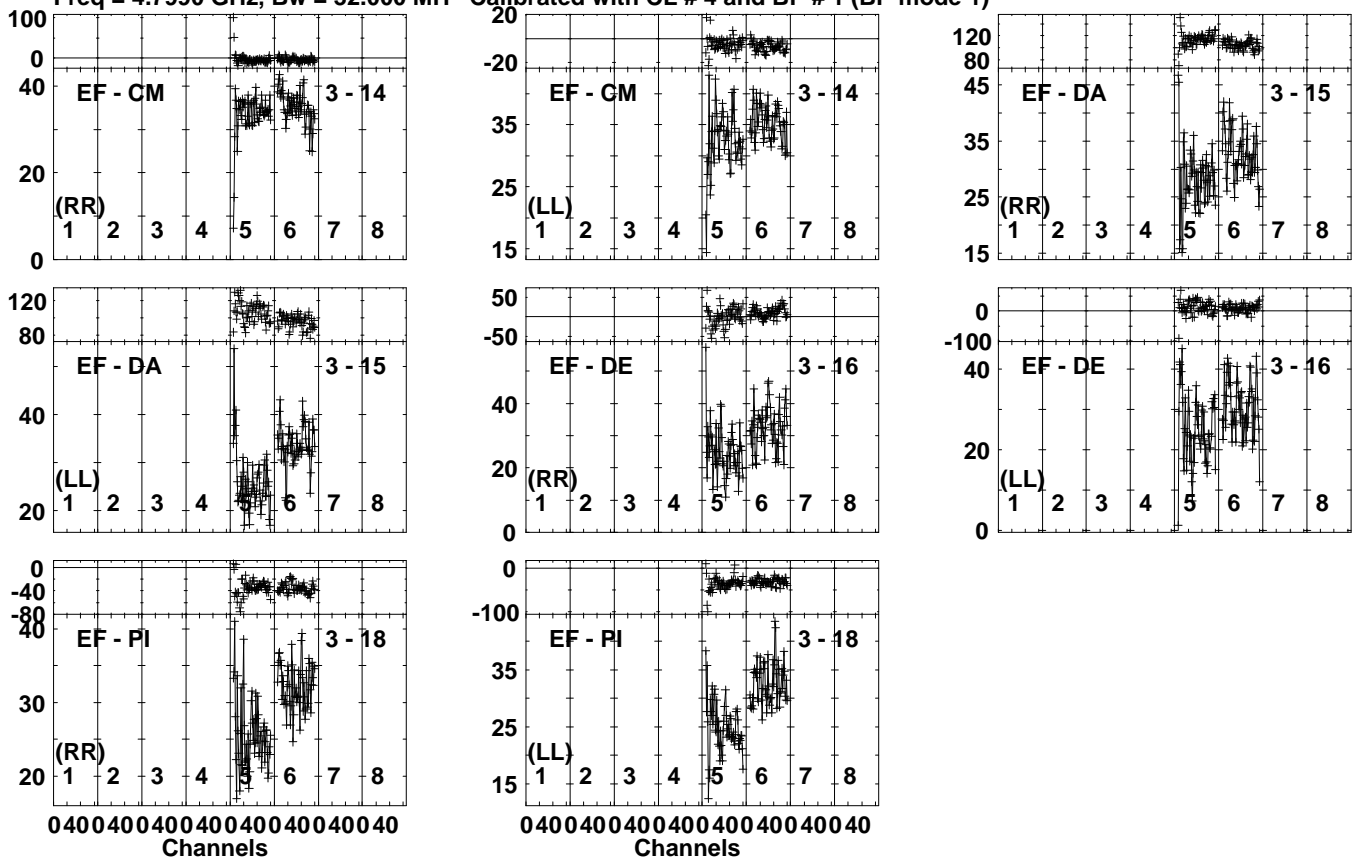 Freq = 4.7990 GHz, Bw = 32.000 MH Calibrated with CL # 4 and BP # 1 (BP mode 1)
100
0
40
20
0
EF - CM 3 - 14
(RR)
1 2 3 4 5 6 7 8
20
-20
35
25
15
EF - CM 3 - 14
(LL)
1 2 3 4 5 6 7 8
120
80
45
35
25
15
EF - DA 3 - 15
(RR)
1 2 3 4 5 6 7 8
120
80
40
20
EF - DA 3 - 15
(LL)
1 2 3 4 5 6 7 8
50
-50
40
20
0
EF - DE 3 - 16
(RR)
1 2 3 4 5 6 7 8
0
-100
40
20
0
EF - DE 3 - 16
(LL)
1 2 3 4 5 6 7 8
0
-40
-80
40
30
20
EF - PI 3 - 18
(RR)
1 2 3 4 5 6 7 8
0 40 0 40 0 40 0 40 0 40 0 40 0 40 0 40
Channels
0
-100
35
25
15
EF - PI 3 - 18
(LL)
1 2 3 4 5 6 7 8
0 40 0 40 0 40 0 40 0 40 0 40 0 40 0 40
Channels